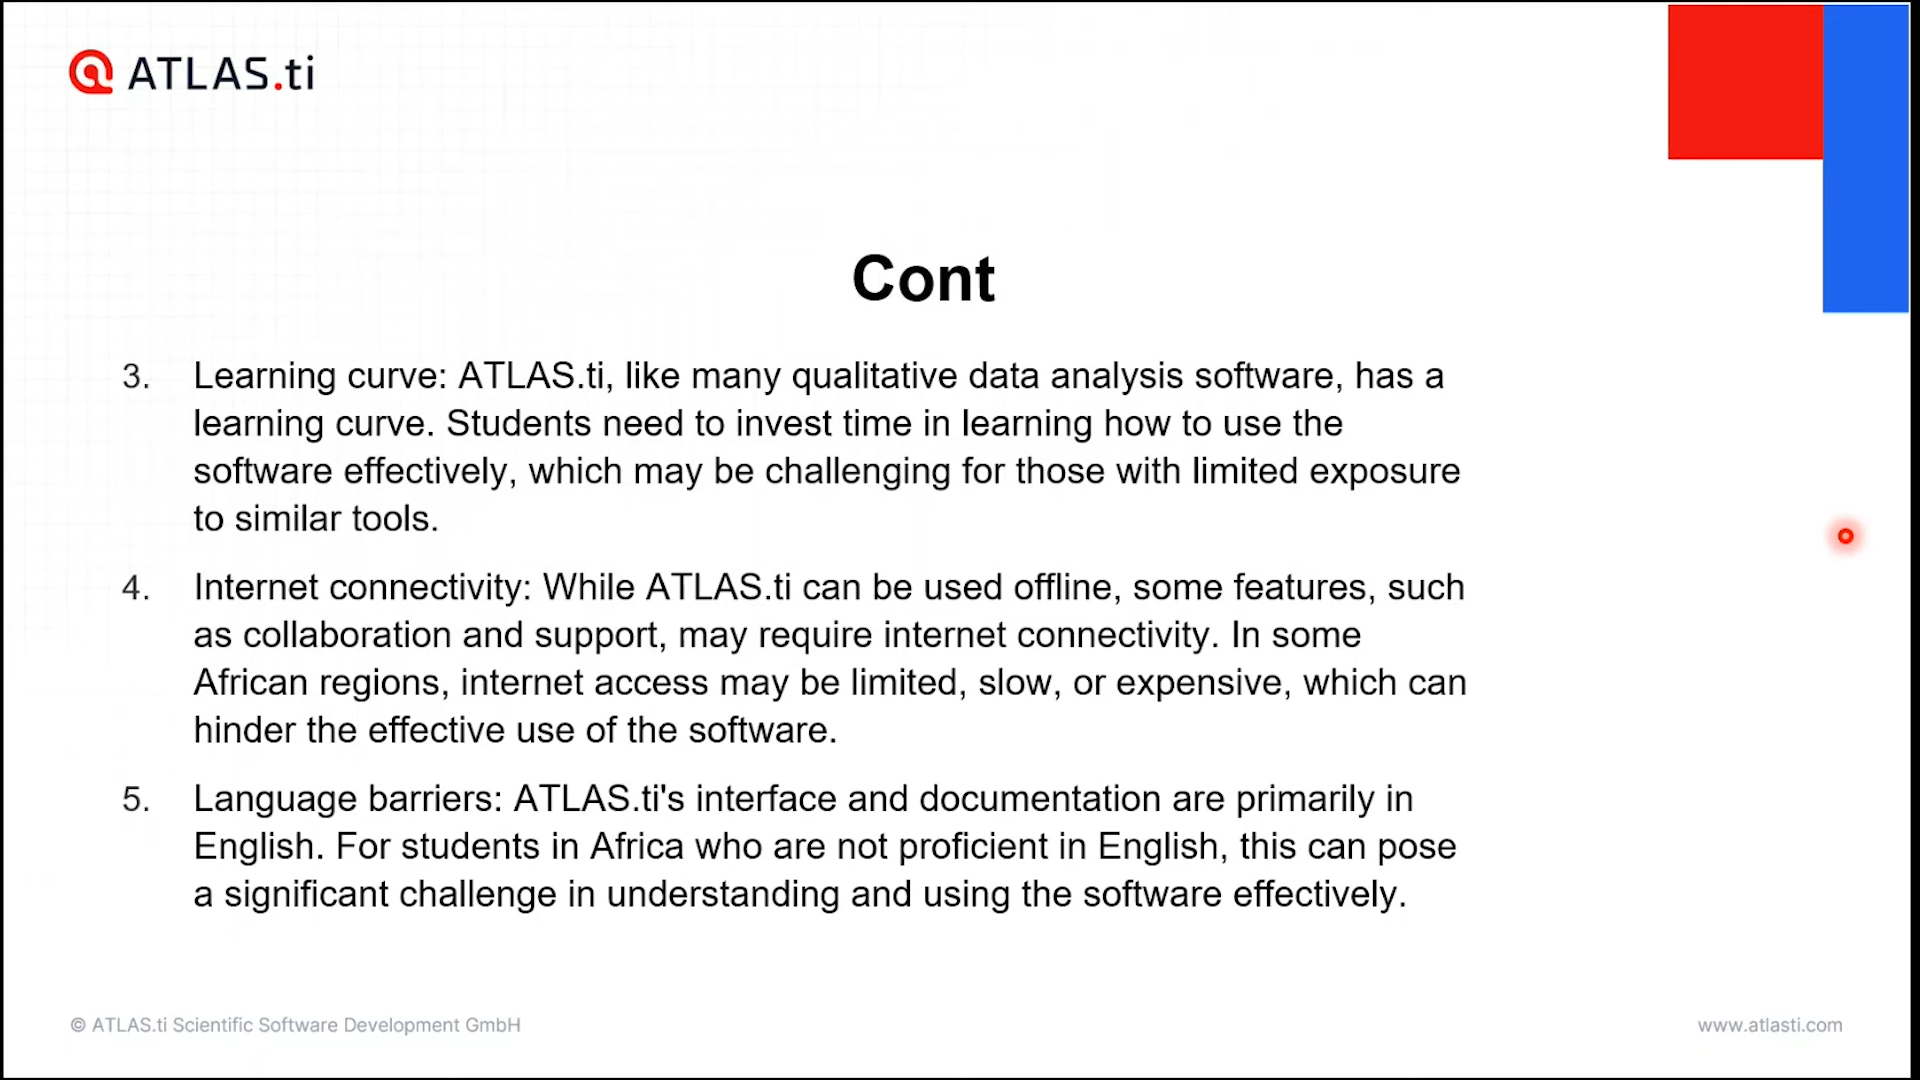 ATLAS.ti
Cont
3. Learning curve: ATLAS.ti, like many qualitative data analysis software, has a
learning curve. Students need to invest time in learning how to use the
software effectively, which may be challenging for those with limited exposure
to similar tools.
4. Internet connectivity: While ATLAS.ti can be used offline, some features, such
as collaboration and support, may require internet connectivity. In some
African regions, internet access may be limited, slow, or expensive, which can
hinder the effective use of the software.
5. Language barriers: ATLAS.ti's interface and documentation are primarily in
English. For students in Africa who are not proficient in English, this can pose
a significant challenge in understanding and using the software effectively.
© ATLAS.ti Scientific Software Development GmbH
www.atlasti.com